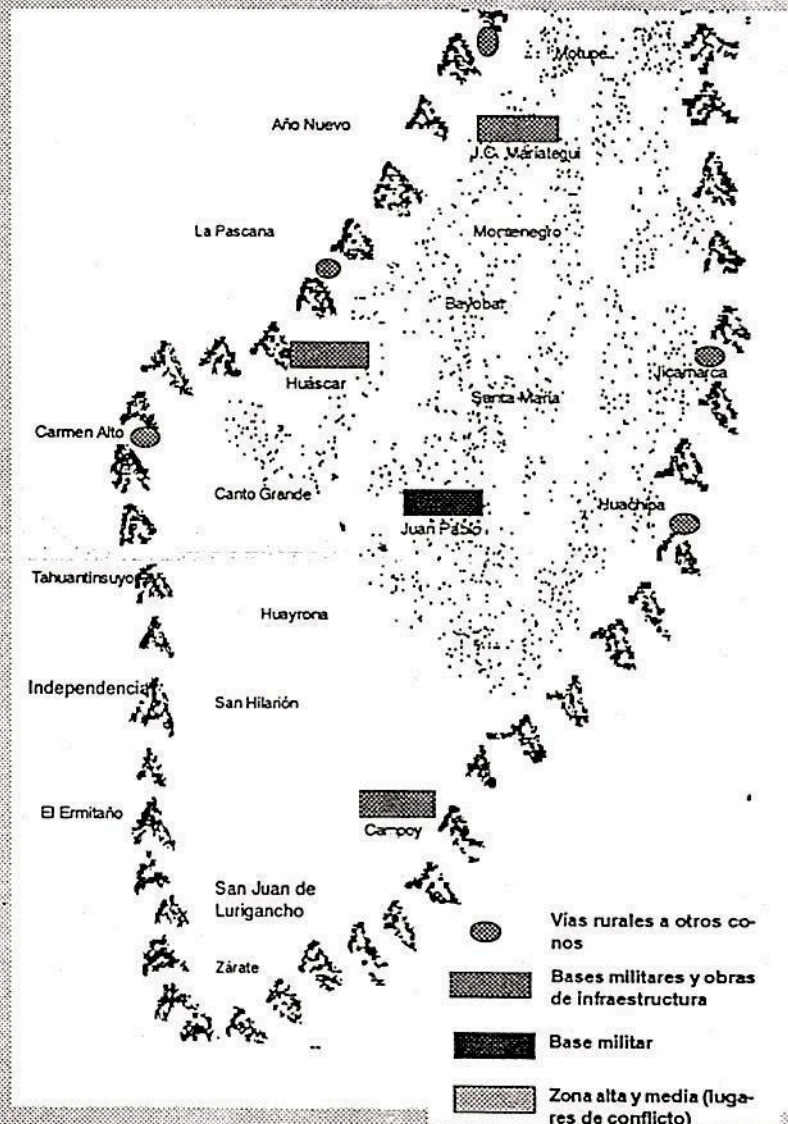 Motupe
Año Nuevo
J.C. Mariategui
La Pascana
Montenegro
Bayobar
Huáscar
Jicamarca
Santa María
Carmen Alto
Canto Grande
Huachipa
Juan Pablo
Tahuantinsuyo
Huayrona
Independencia
San Hilarión
El Ermitaño
Campoy
San Juan de
Lurigancho
Zárate
Vías rurales a otros co-
nos
Bases militares y obras
de infraestructura
Base militar
Zona alta y media (luga-
res de conflicto)